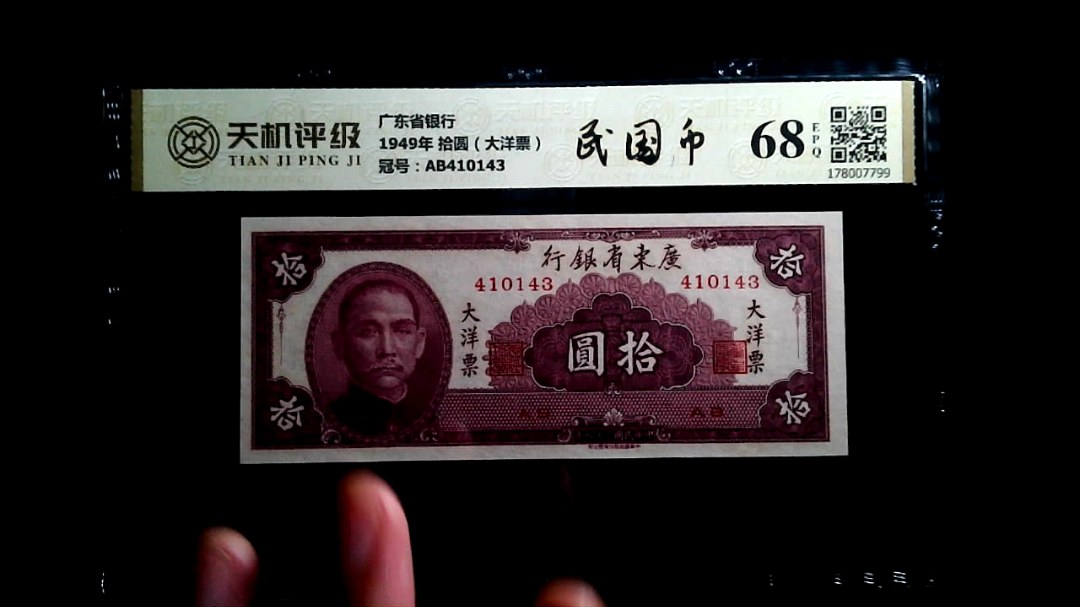 天机评级
TIAN JI PING JI
广东省银行
1949年 拾圆（大洋票）
冠号：AB410143
民国币
68
EPQ
178007799
行銀省東廣
410143
410143
拾
拾
大洋票
圓拾
大洋票
AB
AB
拾
拾